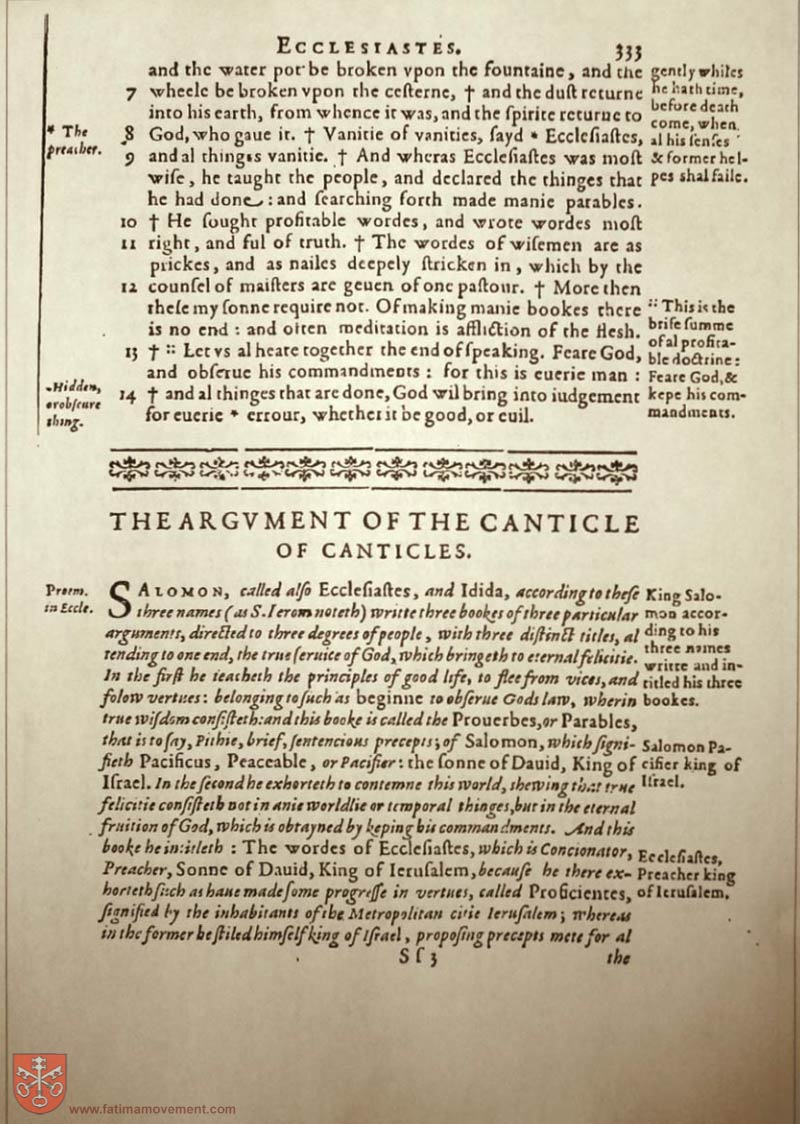 ECCLESIASTES. 333
and the water pot be broken vpon the fountaine, and the
7 wheele be broken vpon the cesterne, † and the dust returne
into his earth, from whence it was, and the spirite returne to
8 God, who gaue it. † Vanitie of vanities, sayd * Ecclesiastes,
9 and al thinges vanitie. † And wheras Ecclesiastes was most
wise, he taught the people, and declared the thinges that
he had done: and searching forth made manie parables.
10 † He sought profitable wordes, and wrote wordes most
11 right, and ful of truth. † The wordes of wisemen are as
prickes, and as nailes deepely stricken in, which by the
12 counsel of maisters are geuen of one pastour. † More then
these my sonne require not. Of making manie bookes there
is no end: and often meditation is affliction of the flesh.
13 † :: Let vs al heare together the end of speaking. Feare God,
and obserue his commandments: for this is euerie man:
14 † and al thinges that are done, God wil bring into iudgement
for euerie * errour, whether it be good, or euil.
* The
preacher.
Hidden,
or obscure
thing.
gently whiles
he hath time,
before death
come, when
al his senses
& former hel-
pes shal faile.
:: This is the
brife summe
of al profita-
ble doctrine:
Feare God, &
kepe his com-
mandments.
THE ARGVMENT OF THE CANTICLE
OF CANTICLES.
Proem.
in Eccle.
SALOMON, called also Ecclesiastes, and Idida, according to these
three names (as S. Ierom noteth) writte three bookes of three particular
arguments, directed to three degrees of people, with three distinct titles, al
tending to one end, the true seruice of God, which bringeth to eternal felicitie.
In the first he teacheth the principles of good life, to flee from vices, and
folow vertues: belonging to such as beginne to obserue Gods law, wherin
true wisdom consisteth: and this booke is called the Prouerbes, or Parables,
that is to say, Pithie, brief, sentencious precepts; of Salomon, which signi-
fieth Pacificus, Peaceable, or Pacifier: the sonne of Dauid, King of
Israel. In the second he exhorteth to contemne this world, shewing that true
felicitie consisteth not in anie worldlie or temporal thinges, but in the eternal
fruition of God, which is obtayned by keping his commandments. And this
booke he intitleth: The wordes of Ecclesiastes, which is Concionator,
Preacher, Sonne of Dauid, King of Ierusalem, because he there ex-
horteth such as haue made some progresse in vertues, called Proficientes,
signified by the inhabitants of the Metropolitan citie Ierusalem; whereas
in the former he stiled himself king of Israel, proposing precepts mete for al
King Salo-
mon accor-
ding to his
three names
writte and in-
titled his three
bookes.
Salomon Pa-
cifier king of
Israel.
Ecclesiastes,
Preacher king
of Ierusalem.
Sf 3 the
www.fatimamovement.com